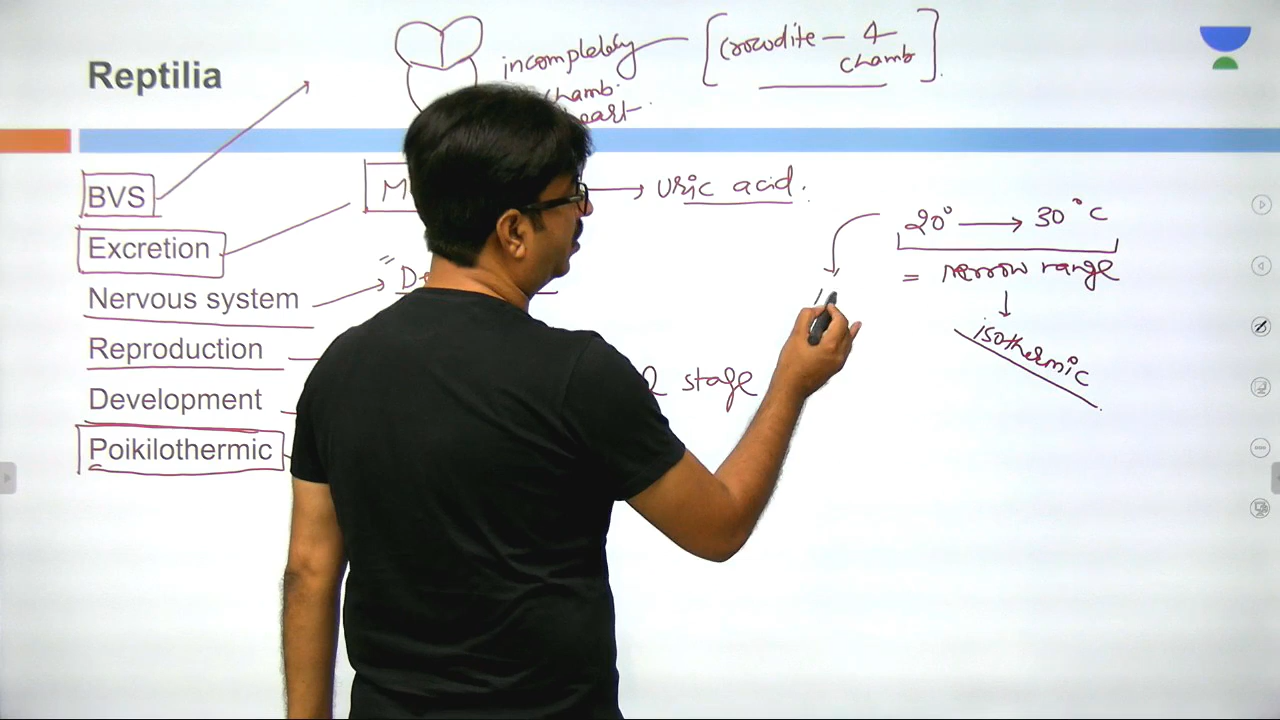 Reptilia
incompletely
chamb.
heart.
crocodite – 4
chamb
BVS
M
uric acid.
Excretion
20° → 30°C
= nerrow range
Nervous system
isothermic
Reproduction
stage
Development
Poikilothermic